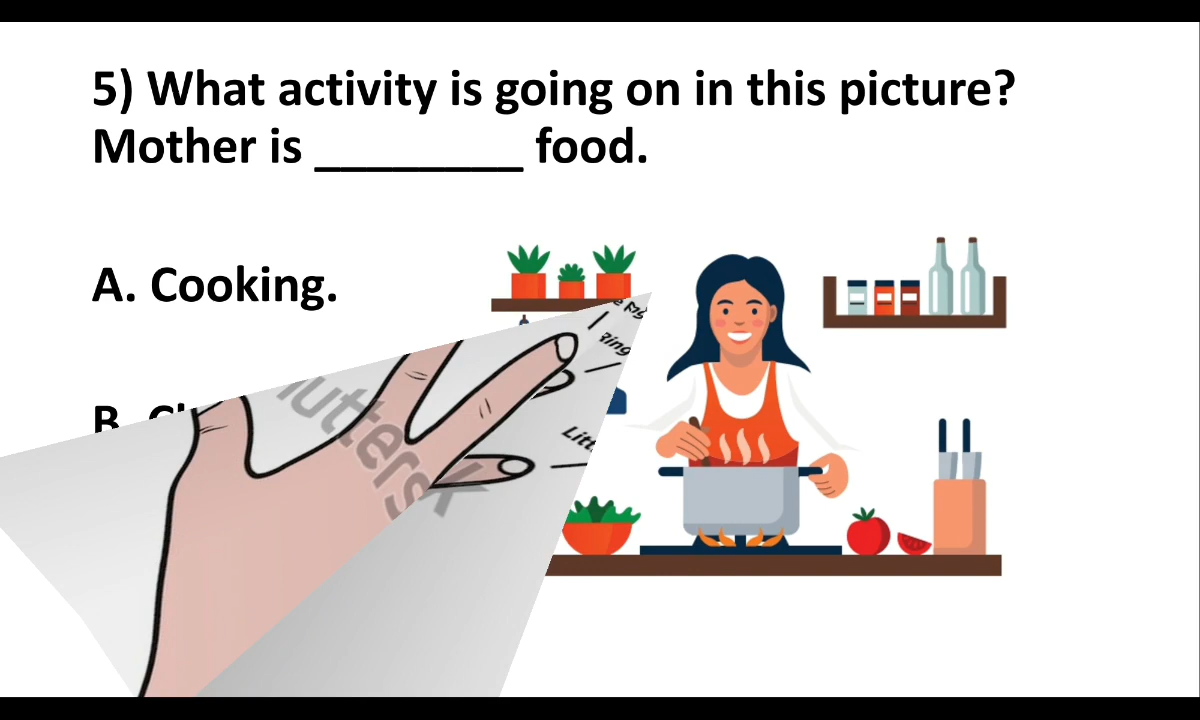 5) What activity is going on in this picture?
Mother is ________ food.
A. Cooking.
B.